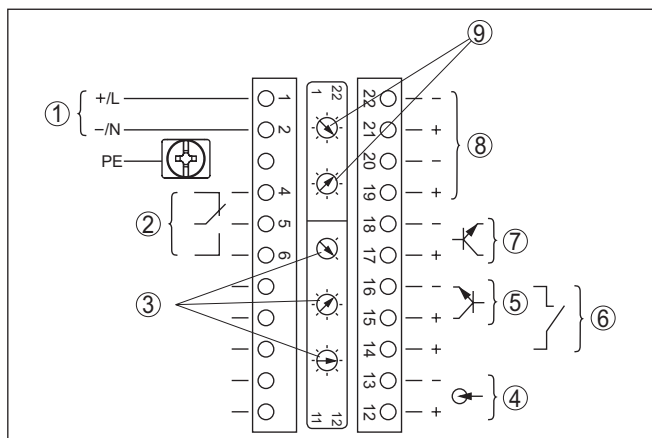 ⑨
① +/L 1 1 22 22 −
−/N 2 21 + ⑧
PE 20 −
4 19 +
② 5 18 − ⑦
6 17 +
③ 16 − ⑤
15 + ⑥
14 +
13 − ④
11 12 12 +